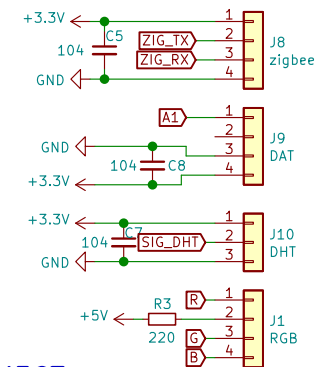 +3.3V
C5
104
ZIG_TX
ZIG_RX
GND
1
2
3
4
J8
zigbee
A1
GND
104
C8
+3.3V
1
2
3
4
J9
DAT
+3.3V
C7
104
SIG_DHT
GND
1
2
3
J10
DHT
R
+5V
R3
220
G
B
1
2
3
4
J1
RGB